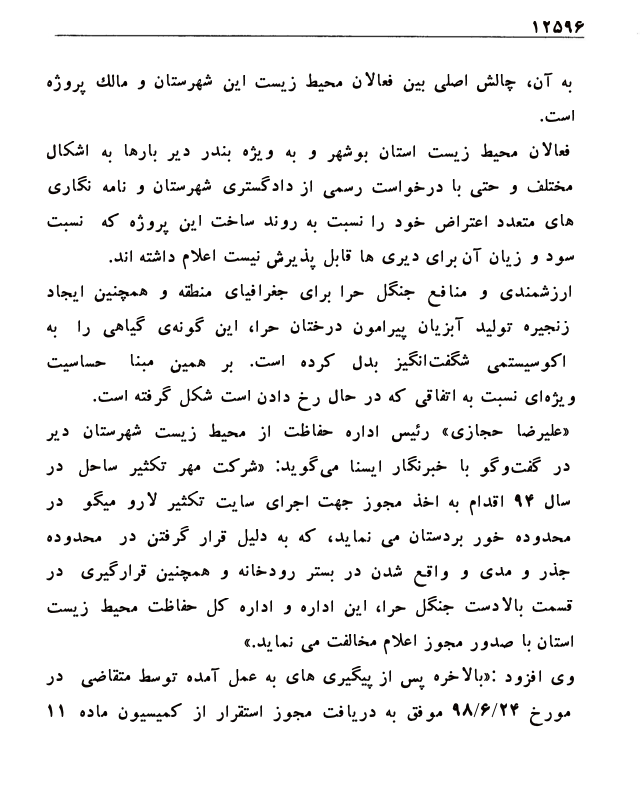 ۱۲۵۹۶
به آن، چالش اصلی بین فعالان محیط زیست این شهرستان و مالک پروژه
است.
فعالان محیط زیست استان بوشهر و به ویژه بندر دیر بارها به اشکال
مختلف و حتی با درخواست رسمی از دادگستری شهرستان و نامه نگاری
های متعدد اعتراض خود را نسبت به روند ساخت این پروژه که نسبت
سود و زیان آن برای دیری ها قابل پذیرش نیست اعلام داشته اند.
ارزشمندی و منافع جنگل حرا برای جغرافیای منطقه و همچنین ایجاد
زنجیره تولید آبزیان پیرامون درختان حرا، این گونه‌ی گیاهی را به
اکوسیستمی شگفت‌انگیز بدل کرده است. بر همین مبنا حساسیت
ویژه‌ای نسبت به اتفاقی که در حال رخ دادن است شکل گرفته است.
«علیرضا حجازی» رئیس اداره حفاظت از محیط زیست شهرستان دیر
در گفت‌وگو با خبرنگار ایسنا می‌گوید: «شرکت مهر تکثیر ساحل در
سال ۹۴ اقدام به اخذ مجوز جهت اجرای سایت تکثیر لارو میگو در
محدوده خور بردستان می نماید، که به دلیل قرار گرفتن در محدوده
جذر و مدی و واقع شدن در بستر رودخانه و همچنین قرارگیری در
قسمت بالادست جنگل حرا، این اداره و اداره کل حفاظت محیط زیست
استان با صدور مجوز اعلام مخالفت می نماید.»
وی افزود :«بالاخره پس از پیگیری های به عمل آمده توسط متقاضی در
مورخ ۹۸/۶/۲۴ موفق به دریافت مجوز استقرار از کمیسیون ماده ۱۱